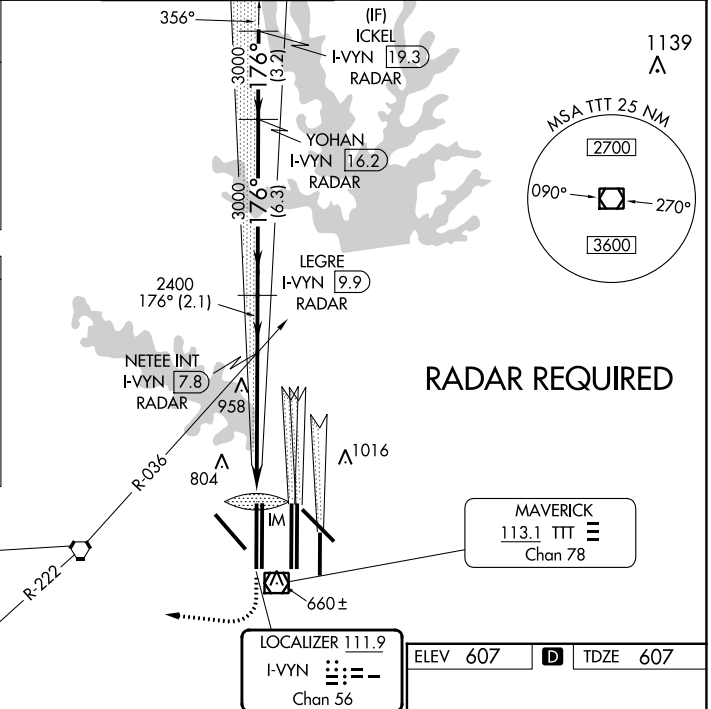 356°
(IF)
ICKEL
I-VYN 19.3
RADAR
3000
176°
(3.2)
1139
YOHAN
I-VYN 16.2
RADAR
MSA TTT 25 NM
2700
090°
270°
3600
3000
176°
(6.3)
LEGRE
I-VYN 9.9
RADAR
2400
176° (2.1)
NETEE INT
I-VYN 7.8
RADAR
958
RADAR REQUIRED
1016
804
R-036
IM
MAVERICK
113.1 TTT
Chan 78
R-222
660±
LOCALIZER 111.9
I-VYN
Chan 56
ELEV 607 D TDZE 607